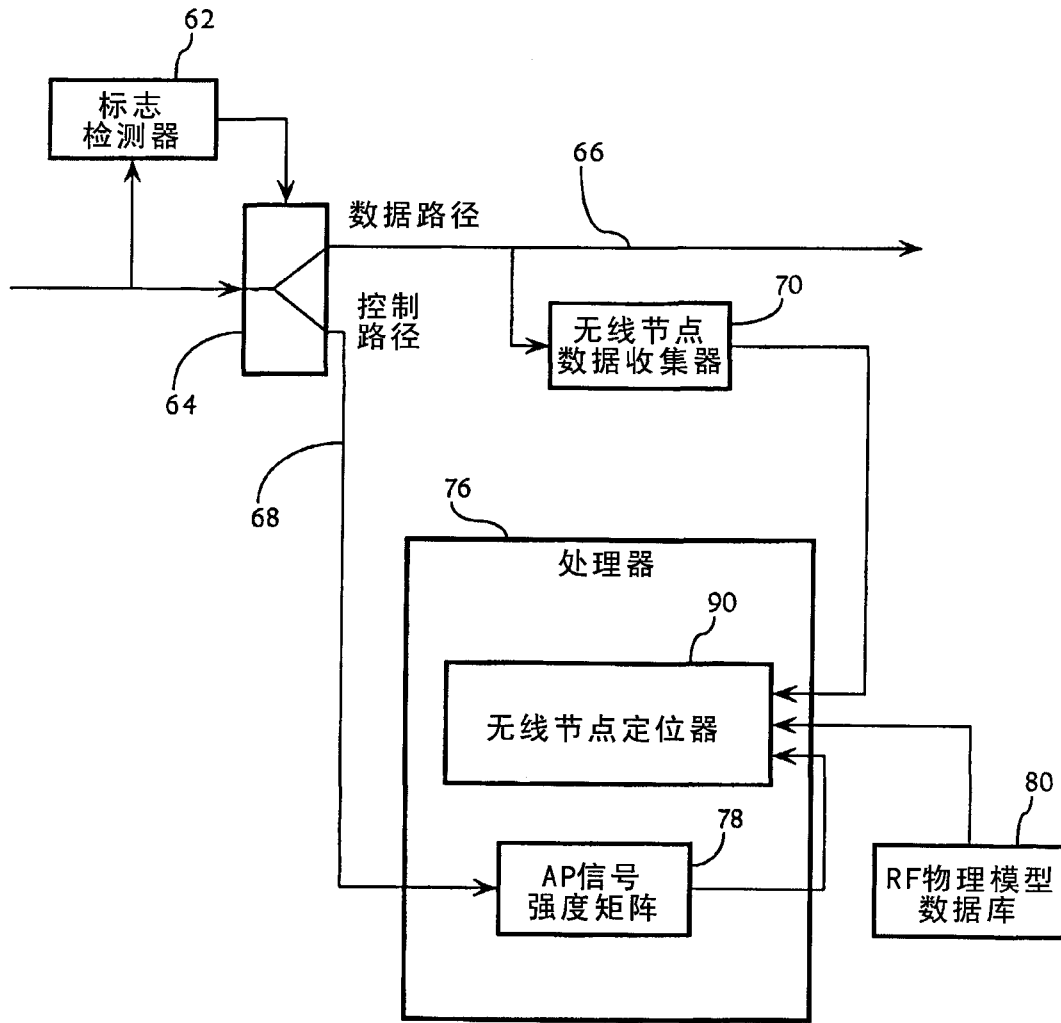 62
标志
检测器
66
数据路径
70
控制
路径
无线节点
数据收集器
64
68
76
处理器
90
无线节点定位器
78
80
AP信号
强度矩阵
RF物理模型
数据库